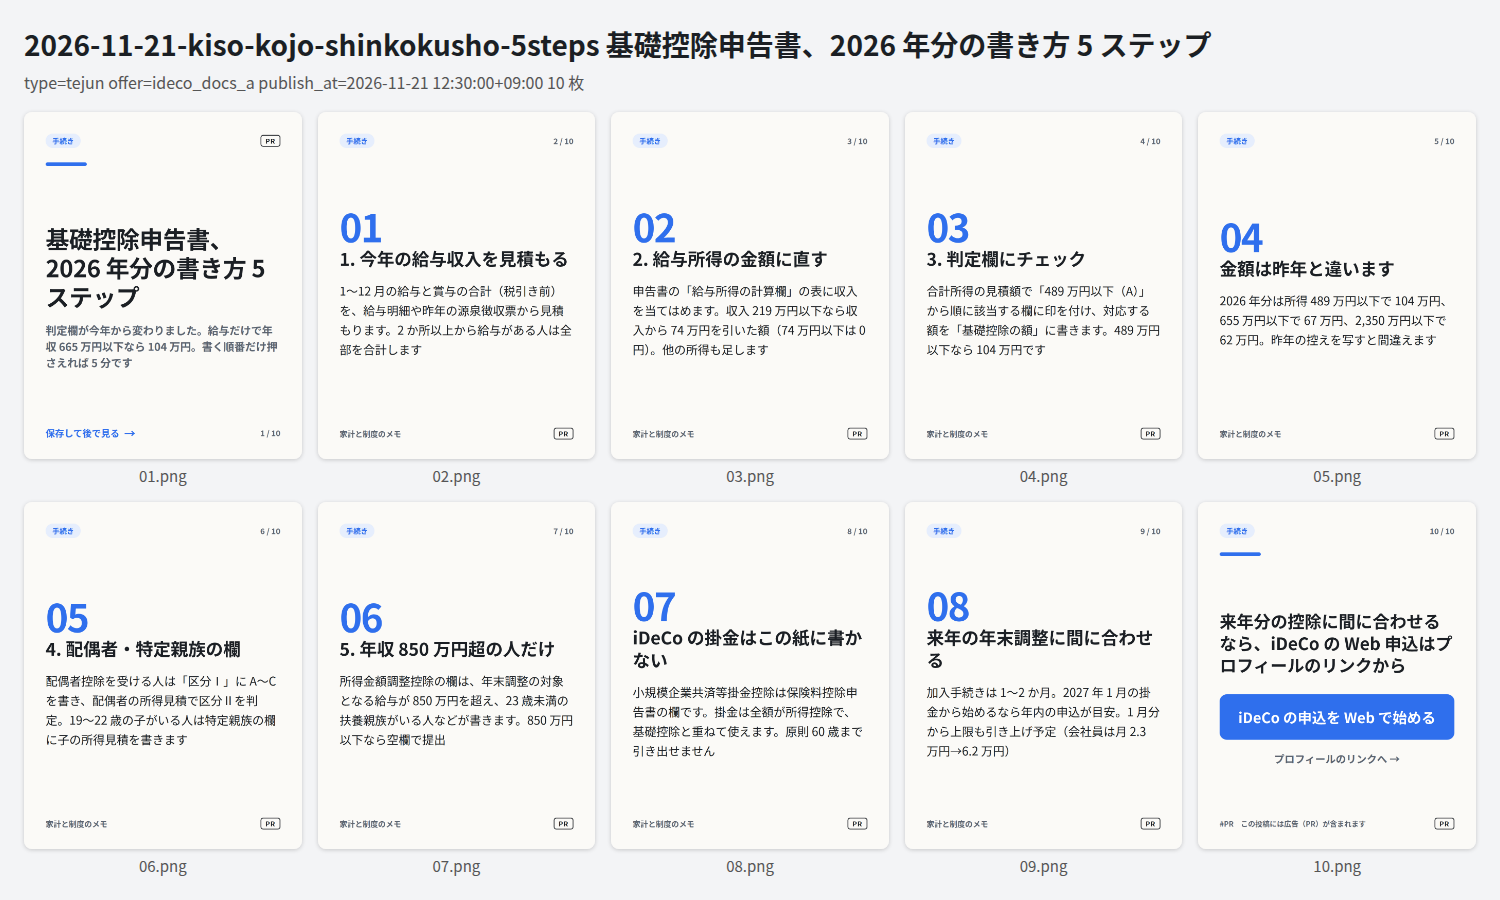 2026-11-21-kiso-kojo-shinkokusho-5steps 基礎控除申告書、2026 年分の書き方 5 ステップ
type=tejun offer=ideco_docs_a publish_at=2026-11-21 12:30:00+09:00 10 枚
手続き
PR
基礎控除申告書、
2026 年分の書き方 5
ステップ
判定欄が今年から変わりました。給与だけで年
収 665 万円以下なら 104 万円。書く順番だけ押
さえれば 5 分です
保存して後で見る →
1 / 10
01.png
手続き
2 / 10
01
1. 今年の給与収入を見積もる
1〜12 月の給与と賞与の合計（税引き前）
を、給与明細や昨年の源泉徴収票から見積
もります。2 か所以上から給与がある人は全
部を合計します
家計と制度のメモ
PR
02.png
手続き
3 / 10
02
2. 給与所得の金額に直す
申告書の「給与所得の計算欄」の表に収入
を当てはめます。収入 219 万円以下なら収
入から 74 万円を引いた額（74 万円以下は 0
円）。他の所得も足します
家計と制度のメモ
PR
03.png
手続き
4 / 10
03
3. 判定欄にチェック
合計所得の見積額で「489 万円以下（A）」
から順に該当する欄に印を付け、対応する
額を「基礎控除の額」に書きます。489 万円
以下なら 104 万円です
家計と制度のメモ
PR
04.png
手続き
5 / 10
04
金額は昨年と違います
2026 年分は所得 489 万円以下で 104 万円、
655 万円以下で 67 万円、2,350 万円以下で
62 万円。昨年の控えを写すと間違えます
家計と制度のメモ
PR
05.png
手続き
6 / 10
05
4. 配偶者・特定親族の欄
配偶者控除を受ける人は「区分Ⅰ」に A〜C
を書き、配偶者の所得見積で区分Ⅱを判
定。19〜22 歳の子がいる人は特定親族の欄
に子の所得見積を書きます
家計と制度のメモ
PR
06.png
手続き
7 / 10
06
5. 年収 850 万円超の人だけ
所得金額調整控除の欄は、年末調整の対象
となる給与が 850 万円を超え、23 歳未満の
扶養親族がいる人などが書きます。850 万円
以下なら空欄で提出
家計と制度のメモ
PR
07.png
手続き
8 / 10
07
iDeCo の掛金はこの紙に書か
ない
小規模企業共済等掛金控除は保険料控除申
告書の欄です。掛金は全額が所得控除で、
基礎控除と重ねて使えます。原則 60 歳まで
引き出せません
家計と制度のメモ
PR
08.png
手続き
9 / 10
08
来年の年末調整に間に合わせ
る
加入手続きは 1〜2 か月。2027 年 1 月の掛
金から始めるなら年内の申込が目安。1 月分
から上限も引き上げ予定（会社員は月 2.3
万円→6.2 万円）
家計と制度のメモ
PR
09.png
手続き
10 / 10
来年分の控除に間に合わせる
なら、iDeCo の Web 申込はプ
ロフィールのリンクから
iDeCo の申込を Web で始める
プロフィールのリンクへ →
#PR この投稿には広告（PR）が含まれます
PR
10.png